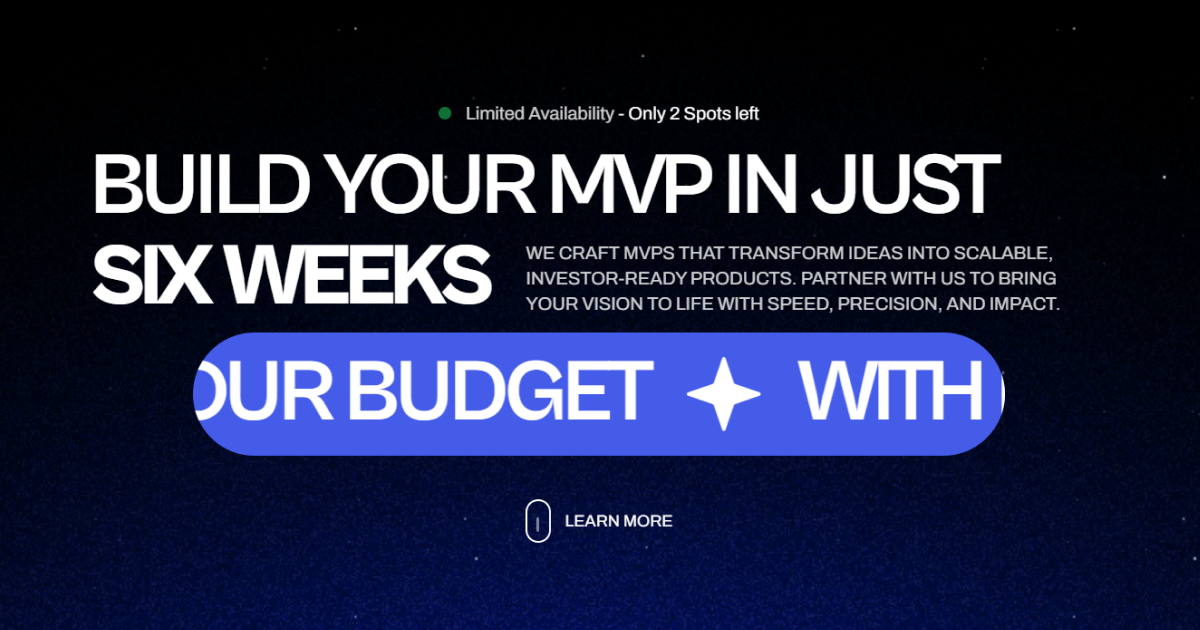 Limited Availability - Only 2 Spots left
BUILD YOUR MVP IN JUST
SIX WEEKS
WE CRAFT MVPS THAT TRANSFORM IDEAS INTO SCALABLE,
INVESTOR-READY PRODUCTS. PARTNER WITH US TO BRING
YOUR VISION TO LIFE WITH SPEED, PRECISION, AND IMPACT.
OUR BUDGET WITH
LEARN MORE